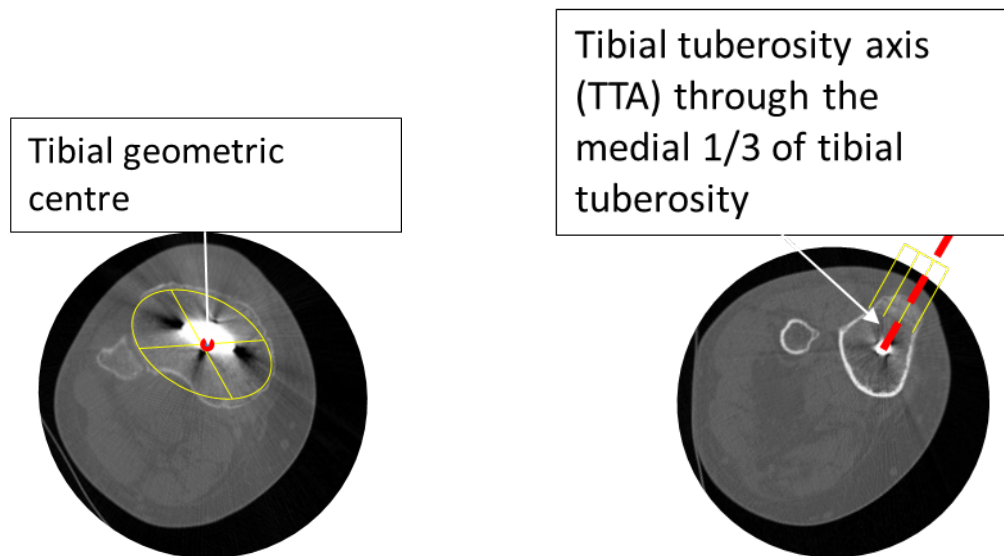 Tibial geometric
centre
Tibial tuberosity axis
(TTA) through the
medial 1/3 of tibial
tuberosity